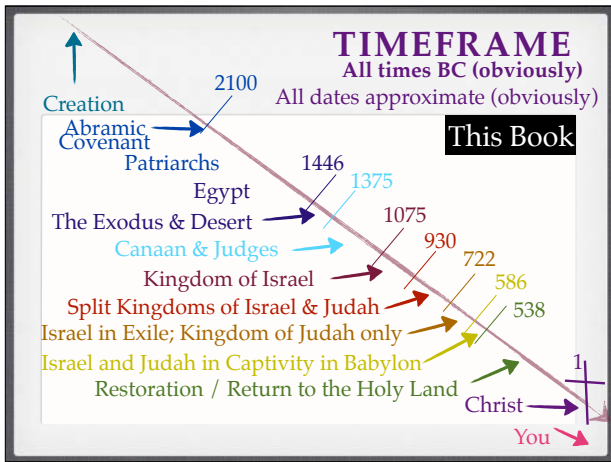 TIMEFRAME
All times BC (obviously)
All dates approximate (obviously)
Creation
2100
This Book
Abramic
Covenant
Patriarchs
Egypt
1446
1375
The Exodus & Desert
Canaan & Judges
1075
Kingdom of Israel
930
722
Split Kingdoms of Israel & Judah
586
538
Israel in Exile; Kingdom of Judah only
Israel and Judah in Captivity in Babylon
Restoration / Return to the Holy Land
1
Christ
You